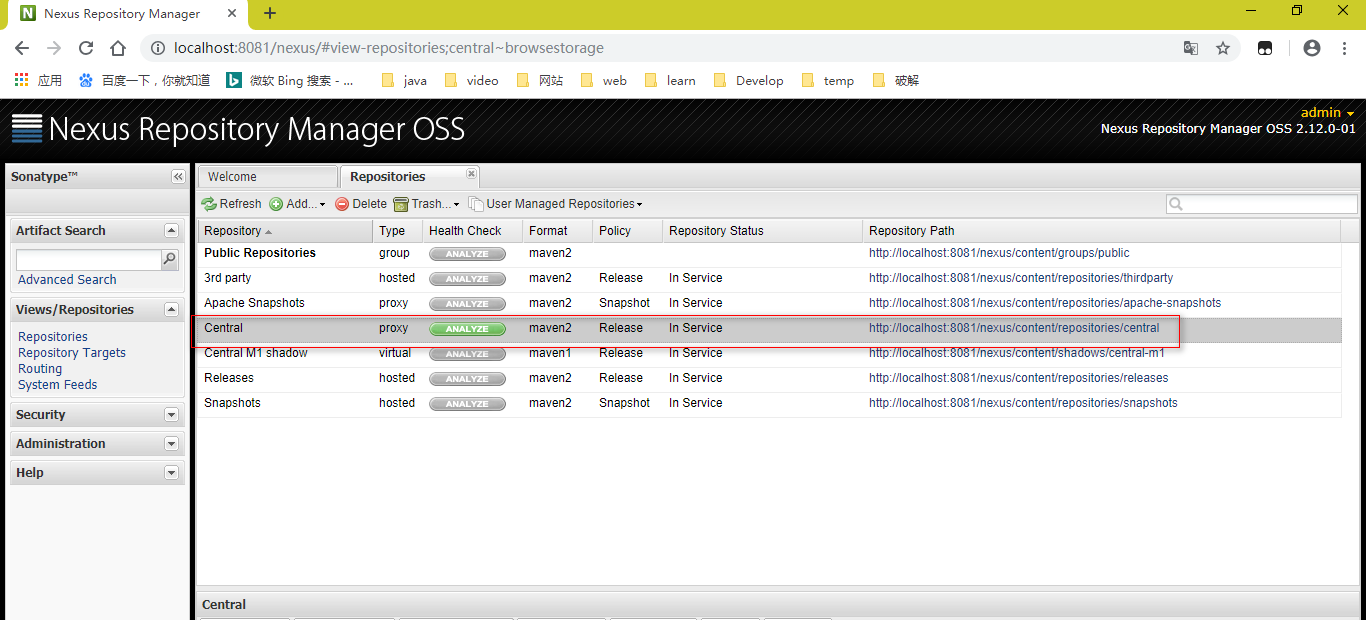 Nexus Repository Manager
localhost:8081/nexus/#view-repositories;central~browsestorage
应用 百度一下，你就知道 微软 Bing 搜索 - ... java video 网站 web learn Develop temp 破解
Nexus Repository Manager OSS
admin
Nexus Repository Manager OSS 2.12.0-01
Sonatype™
Artifact Search
Advanced Search
Views/Repositories
Repositories
Repository Targets
Routing
System Feeds
Security
Administration
Help
Welcome Repositories
Refresh Add... Delete Trash... User Managed Repositories
Repository Type Health Check Format Policy Repository Status Repository Path
Public Repositories group ANALYZE maven2 http://localhost:8081/nexus/content/groups/public
3rd party hosted ANALYZE maven2 Release In Service http://localhost:8081/nexus/content/repositories/thirdparty
Apache Snapshots proxy ANALYZE maven2 Snapshot In Service http://localhost:8081/nexus/content/repositories/apache-snapshots
Central proxy ANALYZE maven2 Release In Service http://localhost:8081/nexus/content/repositories/central
Central M1 shadow virtual ANALYZE maven1 Release In Service http://localhost:8081/nexus/content/shadows/central-m1
Releases hosted ANALYZE maven2 Release In Service http://localhost:8081/nexus/content/repositories/releases
Snapshots hosted ANALYZE maven2 Snapshot In Service http://localhost:8081/nexus/content/repositories/snapshots
Central